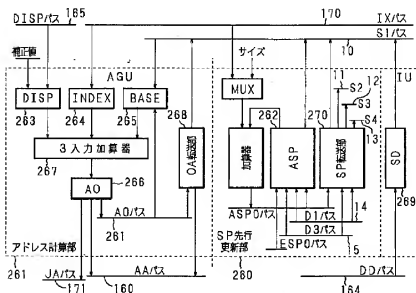 DISPバス 165
170 IXバス
S1バス
10
補正値
サイズ
AGU
IU
DISP
INDEX
BASE
268
MUX
262
270
11
12
S2
S3
S4
13
263
264
265
3入力加算器
267
OA転送部
加算器
ASP
SP転送部
SD
269
AO
266
AOバス
261
ASPOバス
D1バス
14
D3バス
5
アドレス計算部
SP先行
更新部
ESPOバス
261
JAバス
171
AAバス
160
260
DDバス
164